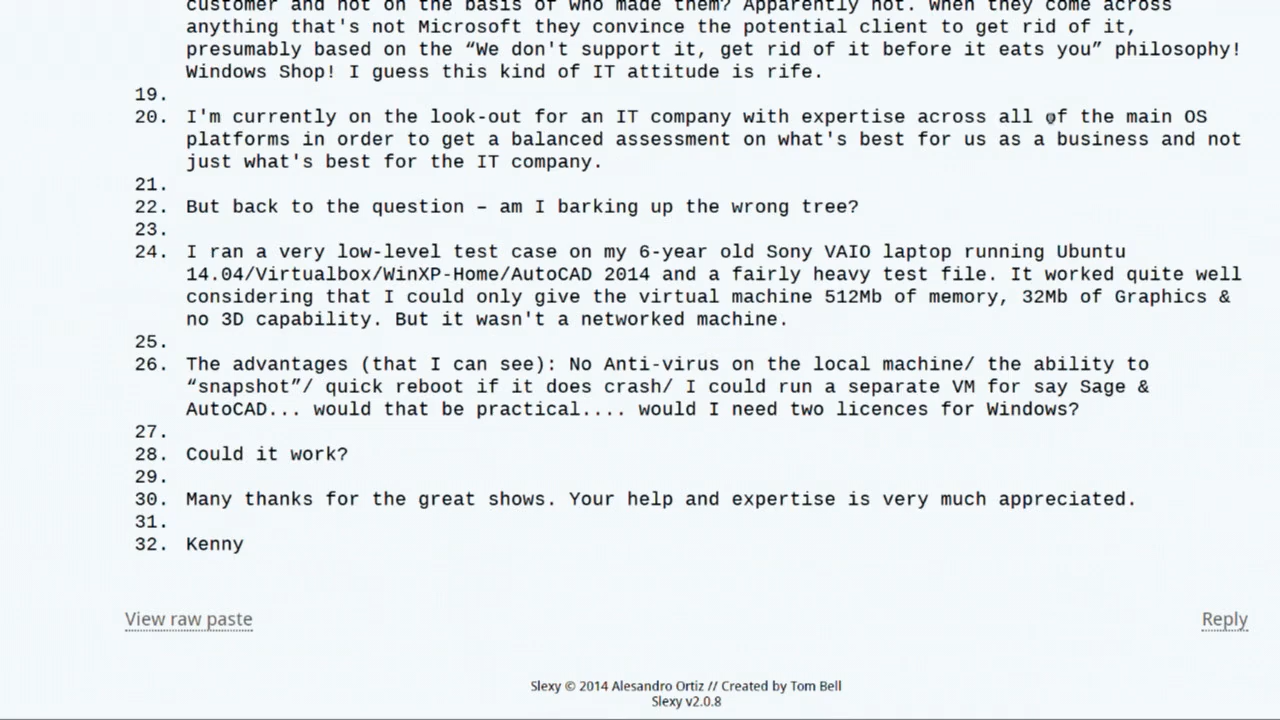 customer and not on the basis of who made them? Apparently not. When they come across
anything that's not Microsoft they convince the potential client to get rid of it,
presumably based on the “We don't support it, get rid of it before it eats you” philosophy!
Windows Shop! I guess this kind of IT attitude is rife.
19.
20. I'm currently on the look-out for an IT company with expertise across all of the main OS
platforms in order to get a balanced assessment on what's best for us as a business and not
just what's best for the IT company.
21.
22. But back to the question – am I barking up the wrong tree?
23.
24. I ran a very low-level test case on my 6-year old Sony VAIO laptop running Ubuntu
14.04/Virtualbox/WinXP-Home/AutoCAD 2014 and a fairly heavy test file. It worked quite well
considering that I could only give the virtual machine 512Mb of memory, 32Mb of Graphics &
no 3D capability. But it wasn't a networked machine.
25.
26. The advantages (that I can see): No Anti-virus on the local machine/ the ability to
“snapshot”/ quick reboot if it does crash/ I could run a separate VM for say Sage &
AutoCAD... would that be practical.... would I need two licences for Windows?
27.
28. Could it work?
29.
30. Many thanks for the great shows. Your help and expertise is very much appreciated.
31.
32. Kenny
View raw paste
Reply
Slexy © 2014 Alesandro Ortiz // Created by Tom Bell
Slexy v2.0.8